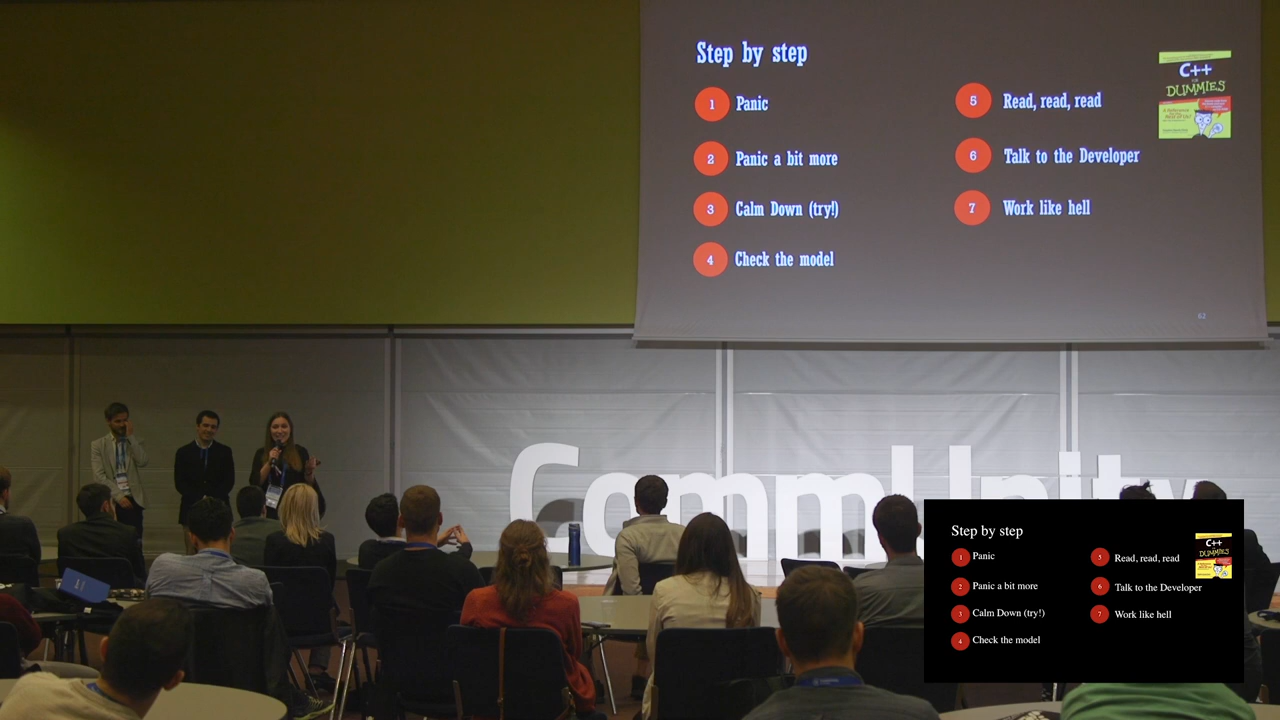 Step by step
1 Panic
2 Panic a bit more
3 Calm Down (try!)
4 Check the model
5 Read, read, read
6 Talk to the Developer
7 Work like hell
C++
DUMMIES
62
CommUnity
Step by step
1 Panic
2 Panic a bit more
3 Calm Down (try!)
4 Check the model
5 Read, read, read
6 Talk to the Developer
7 Work like hell
C++
DUMMIES